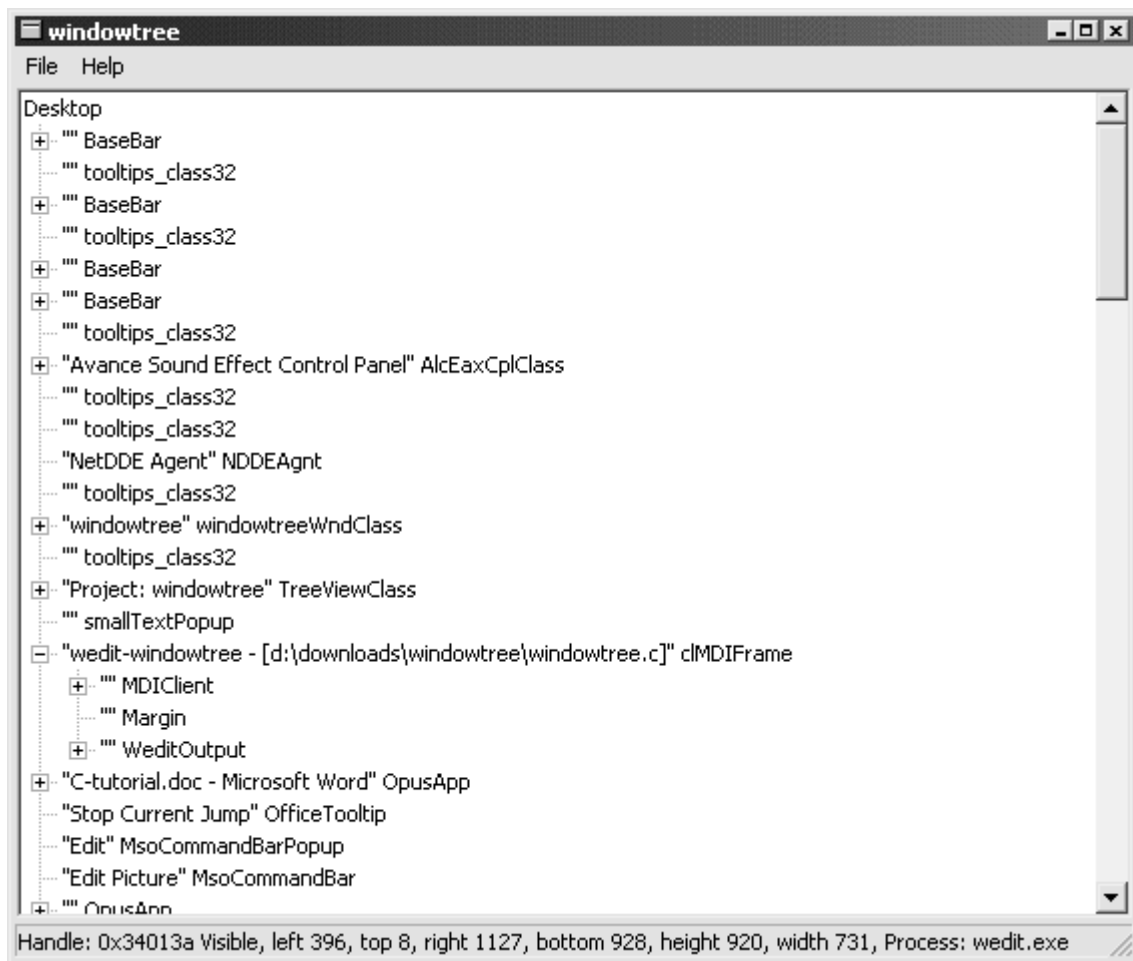 windowtree
File Help
Desktop
"" BaseBar
"" tooltips_class32
"" BaseBar
"" tooltips_class32
"" BaseBar
"" BaseBar
"" tooltips_class32
"Avance Sound Effect Control Panel" AlcEaxCplClass
"" tooltips_class32
"" tooltips_class32
"NetDDE Agent" NDDEAgnt
"" tooltips_class32
"windowtree" windowtreeWndClass
"" tooltips_class32
"Project: windowtree" TreeViewClass
"" smallTextPopup
"wedit-windowtree - [d:\downloads\windowtree\windowtree.c]" clMDIFrame
"" MDIClient
"" Margin
"" WeditOutput
"C-tutorial.doc - Microsoft Word" OpusApp
"Stop Current Jump" OfficeTooltip
"Edit" MsoCommandBarPopup
"Edit Picture" MsoCommandBar
"" OpusApp
Handle: 0x34013a Visible, left 396, top 8, right 1127, bottom 928, height 920, width 731, Process: wedit.exe